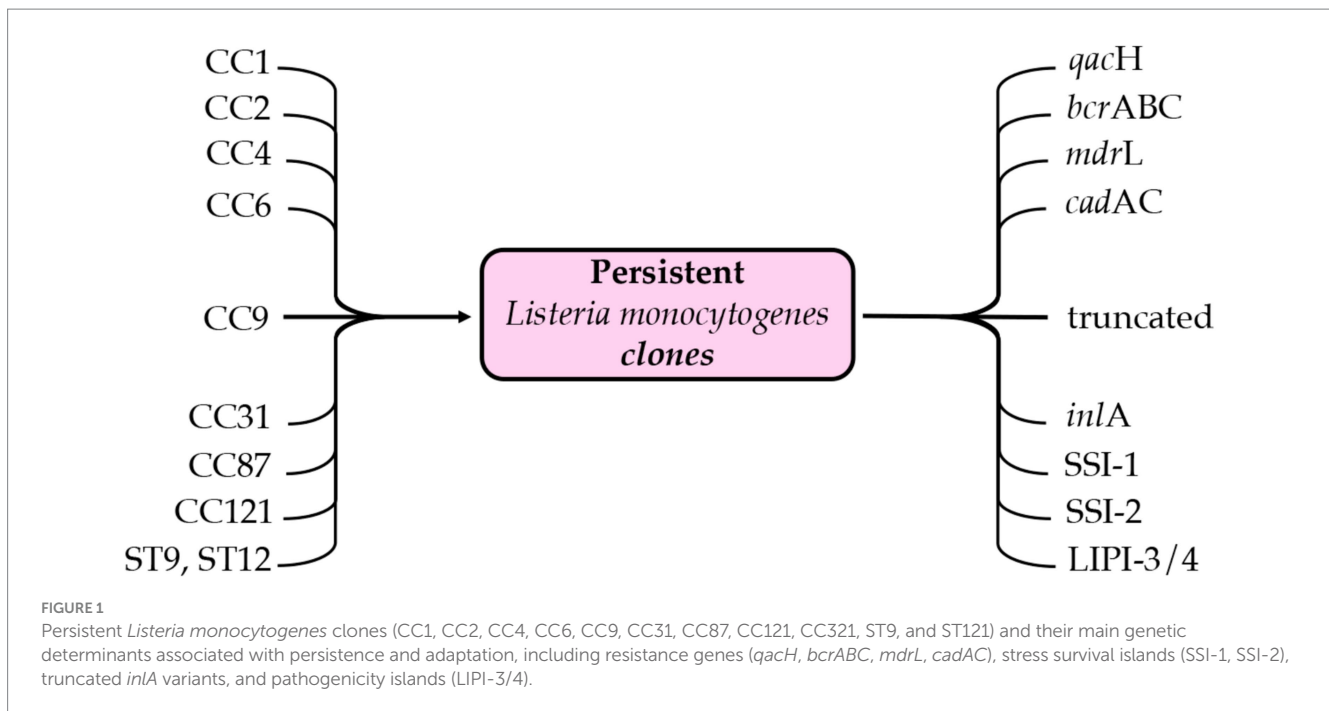 CC1
CC2
CC4
CC6
CC9
CC31
CC87
CC121
ST9, ST12
Persistent
Listeria monocytogenes
clones
qacH
bcrABC
mdrL
cadAC
truncated
inlA
SSI-1
SSI-2
LIPI-3/4
FIGURE 1
Persistent Listeria monocytogenes clones (CC1, CC2, CC4, CC6, CC9, CC31, CC87, CC121, CC321, ST9, and ST121) and their main genetic
determinants associated with persistence and adaptation, including resistance genes (qacH, bcrABC, mdrL, cadAC), stress survival islands (SSI-1, SSI-2),
truncated inlA variants, and pathogenicity islands (LIPI-3/4).